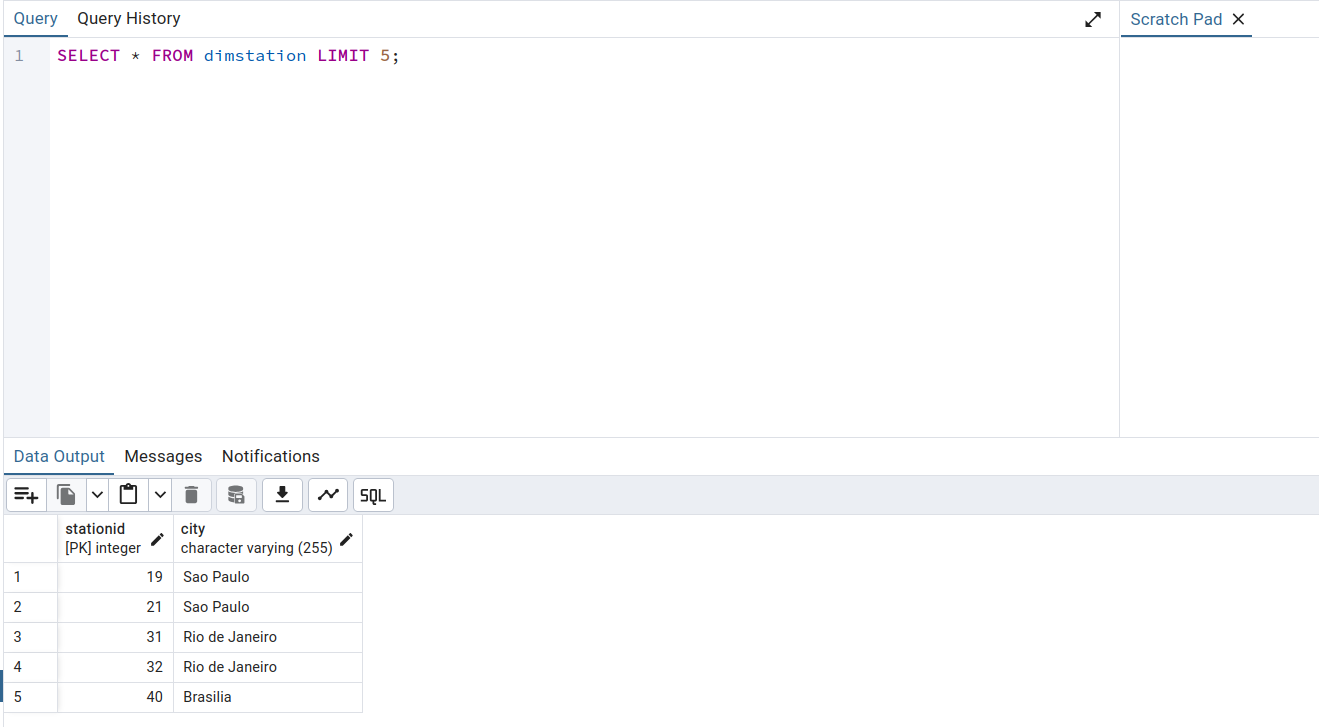 Query Query History Scratch Pad
1 SELECT * FROM dimstation LIMIT 5;
Data Output Messages Notifications
SQL
stationid city
[PK] integer character varying (255)
1 19 Sao Paulo
2 21 Sao Paulo
3 31 Rio de Janeiro
4 32 Rio de Janeiro
5 40 Brasilia